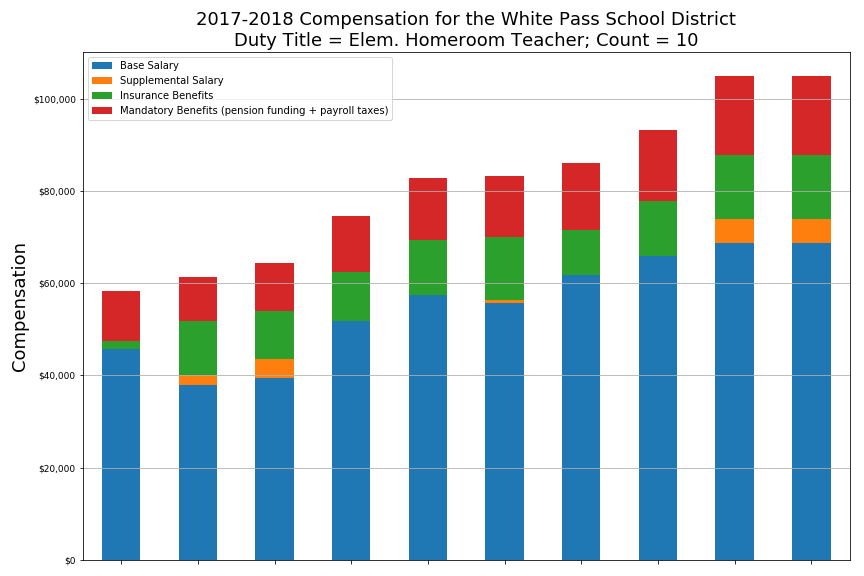 2017-2018 Compensation for the White Pass School District
Duty Title = Elem. Homeroom Teacher; Count = 10
Base Salary
Supplemental Salary
Insurance Benefits
Mandatory Benefits (pension funding + payroll taxes)
$100,000
$80,000
$60,000
$40,000
$20,000
$0
Compensation